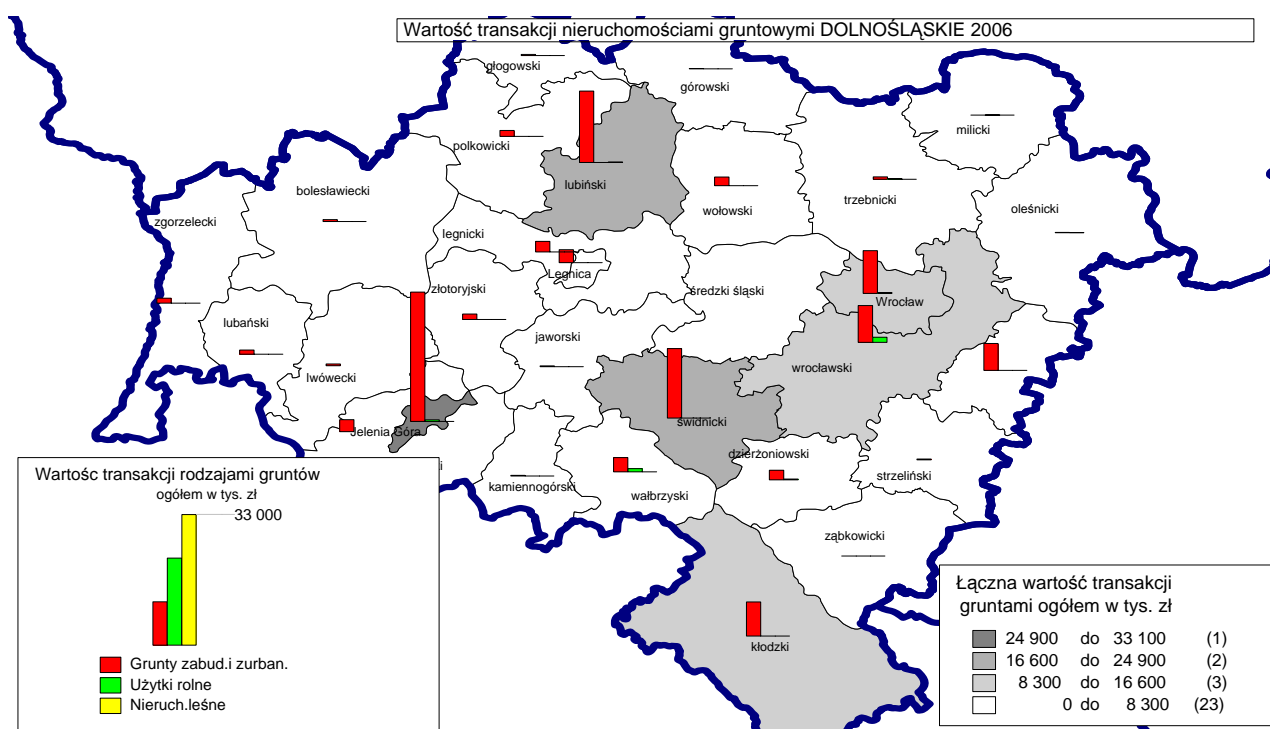 Wartość transakcji nieruchomościami gruntowymi DOLNOŚLĄSKIE 2006
głogowski
górowski
milicki
polkowicki
lubiński
wołowski
trzebnicki
oleśnicki
bolesławiecki
zgorzelecki
legnicki
Legnica
złotoryjski
średzki śląski
Wrocław
lubański
lwówecki
jaworski
wrocławski
Jelenia Góra
świdnicki
dzierżoniowski
strzeliński
kamiennogórski
wałbrzyski
ząbkowicki
kłodzki
Wartośc transakcji rodzajami gruntów
ogółem w tys. zł
33 000
Grunty zabud.i zurban.
Użytki rolne
Nieruch.leśne
Łączna wartość transakcji
gruntami ogółem w tys. zł
24 900 do 33 100 (1)
16 600 do 24 900 (2)
8 300 do 16 600 (3)
0 do 8 300 (23)